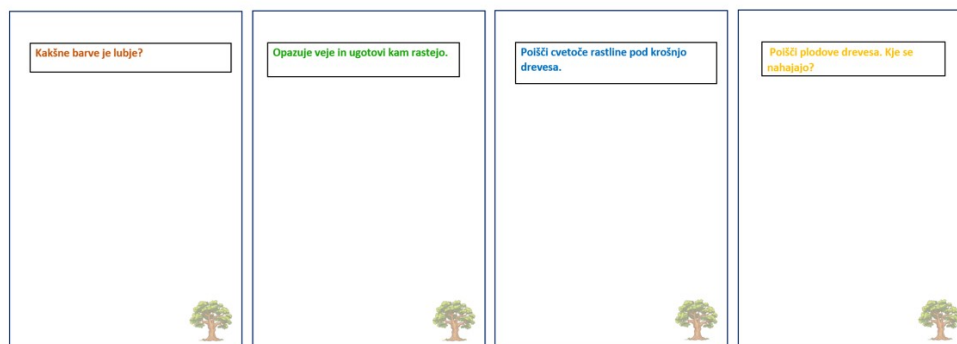 Kakšne barve je lubje?
Opazuje veje in ugotovi kam rastejo.
Poišči cvetoče rastline pod krošnjo
drevesa.
Poišči plodove drevesa. Kje se
nahajajo?